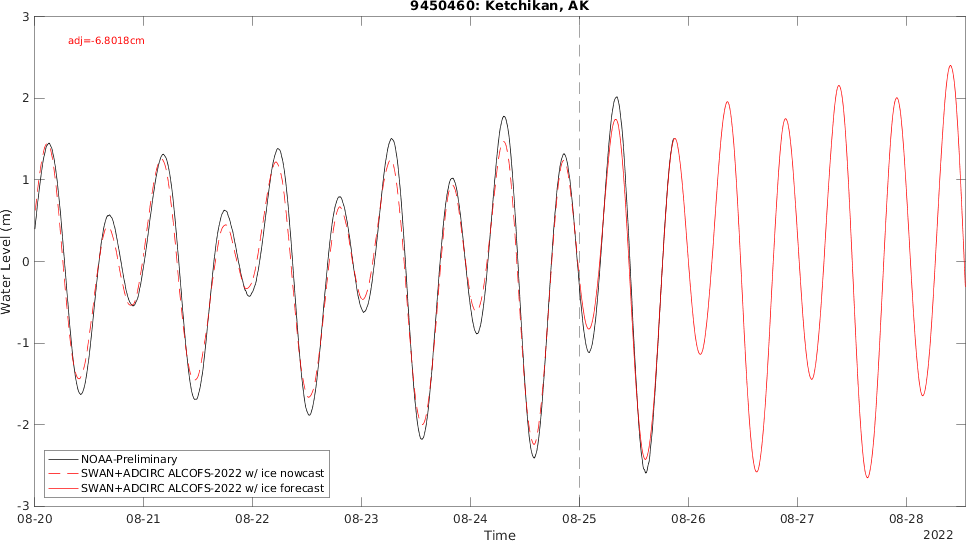 9450460: Ketchikan, AK
adj=-6.8018cm
3
2
1
0
-1
-2
-3
Water Level (m)
NOAA-Preliminary
SWAN+ADCIRC ALCOFS-2022 w/ ice nowcast
SWAN+ADCIRC ALCOFS-2022 w/ ice forecast
08-20 08-21 08-22 08-23 08-24 08-25 08-26 08-27 08-28
Time
2022